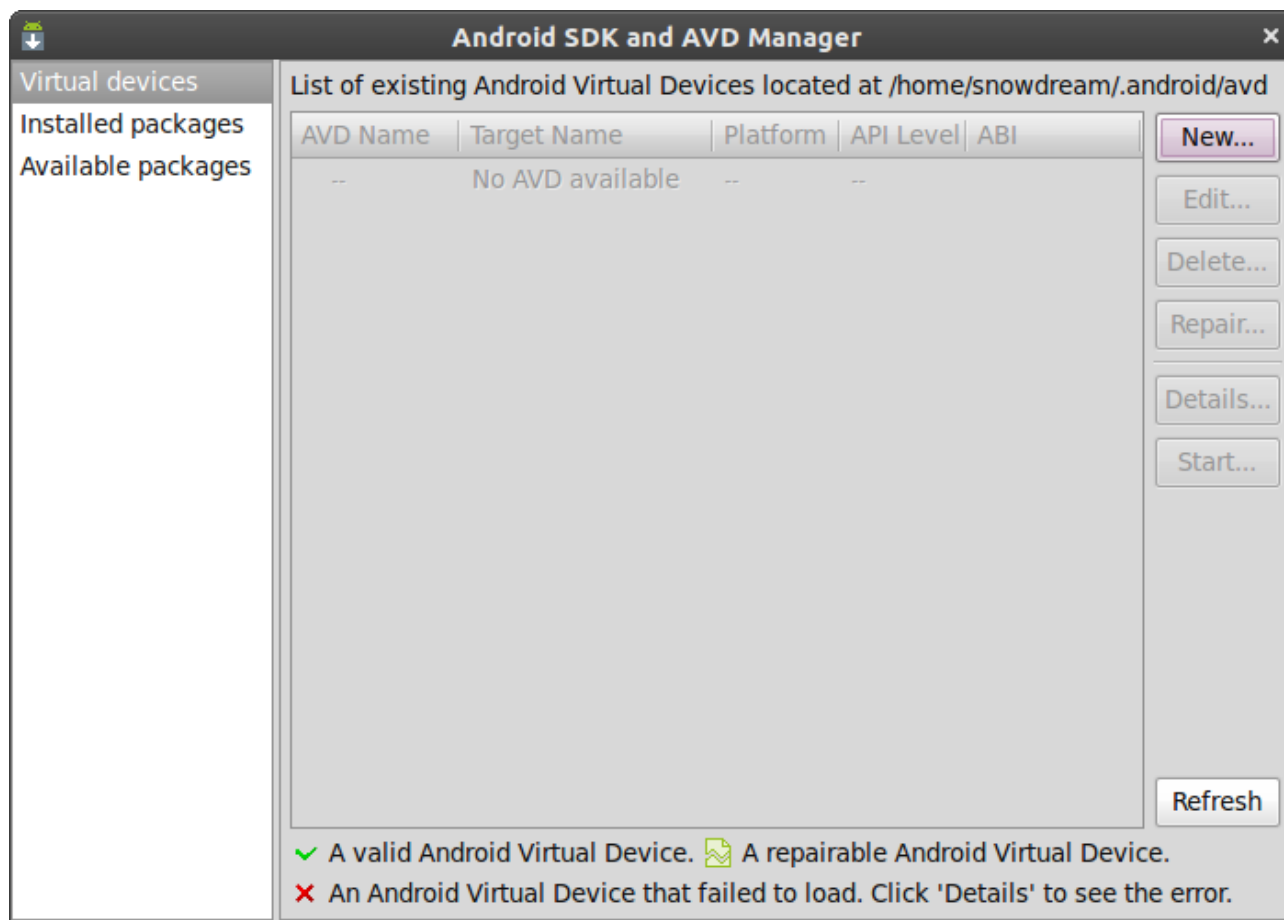 Android SDK and AVD Manager
×
Virtual devices
Installed packages
Available packages
List of existing Android Virtual Devices located at /home/snowdream/.android/avd
AVD Name Target Name Platform API Level ABI
-- No AVD available -- --
New...
Edit...
Delete...
Repair...
Details...
Start...
Refresh
A valid Android Virtual Device. A repairable Android Virtual Device.
An Android Virtual Device that failed to load. Click 'Details' to see the error.